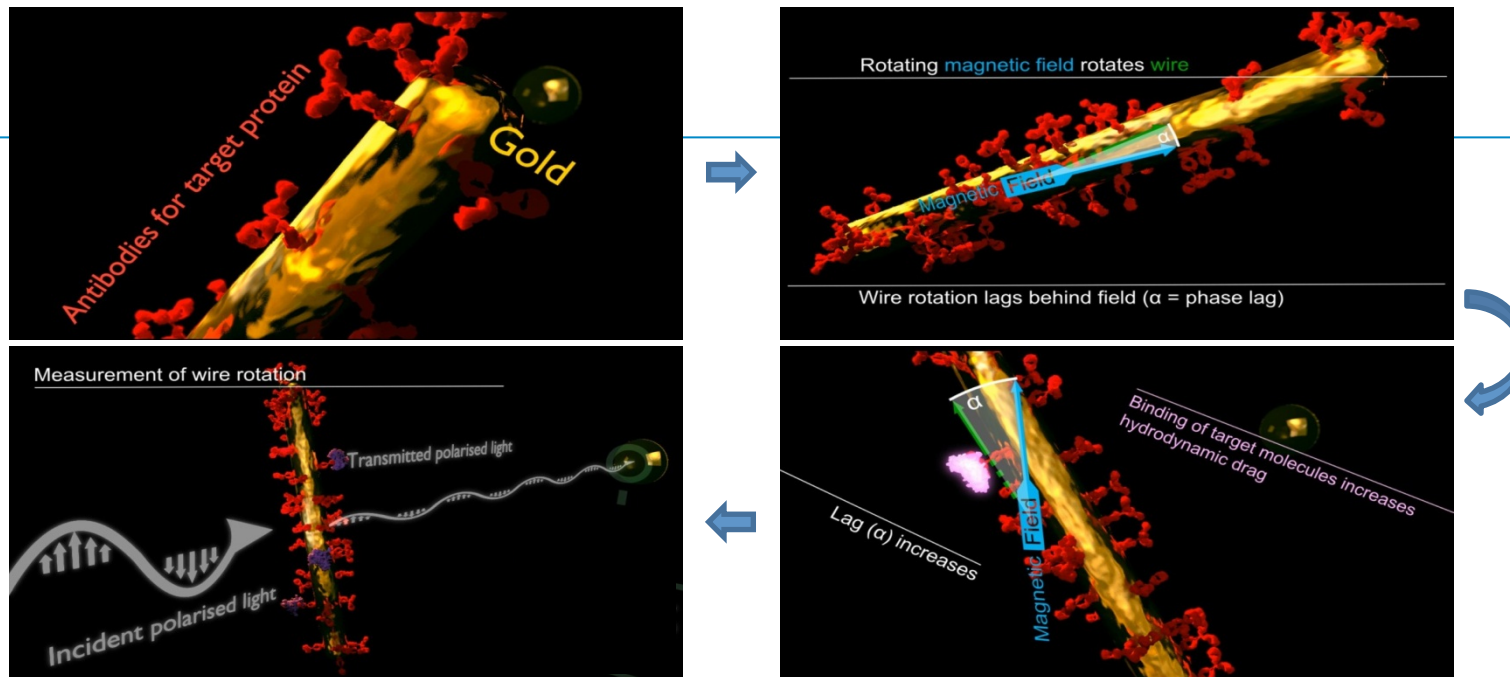 Antibodies for target protein
Gold
Rotating magnetic field rotates wire
α
Magnetic Field
Wire rotation lags behind field (α = phase lag)
α
Binding of target molecules increases
hydrodynamic drag
Lag (α) increases
Magnetic Field
Measurement of wire rotation
Transmitted polarised light
Incident polarised light